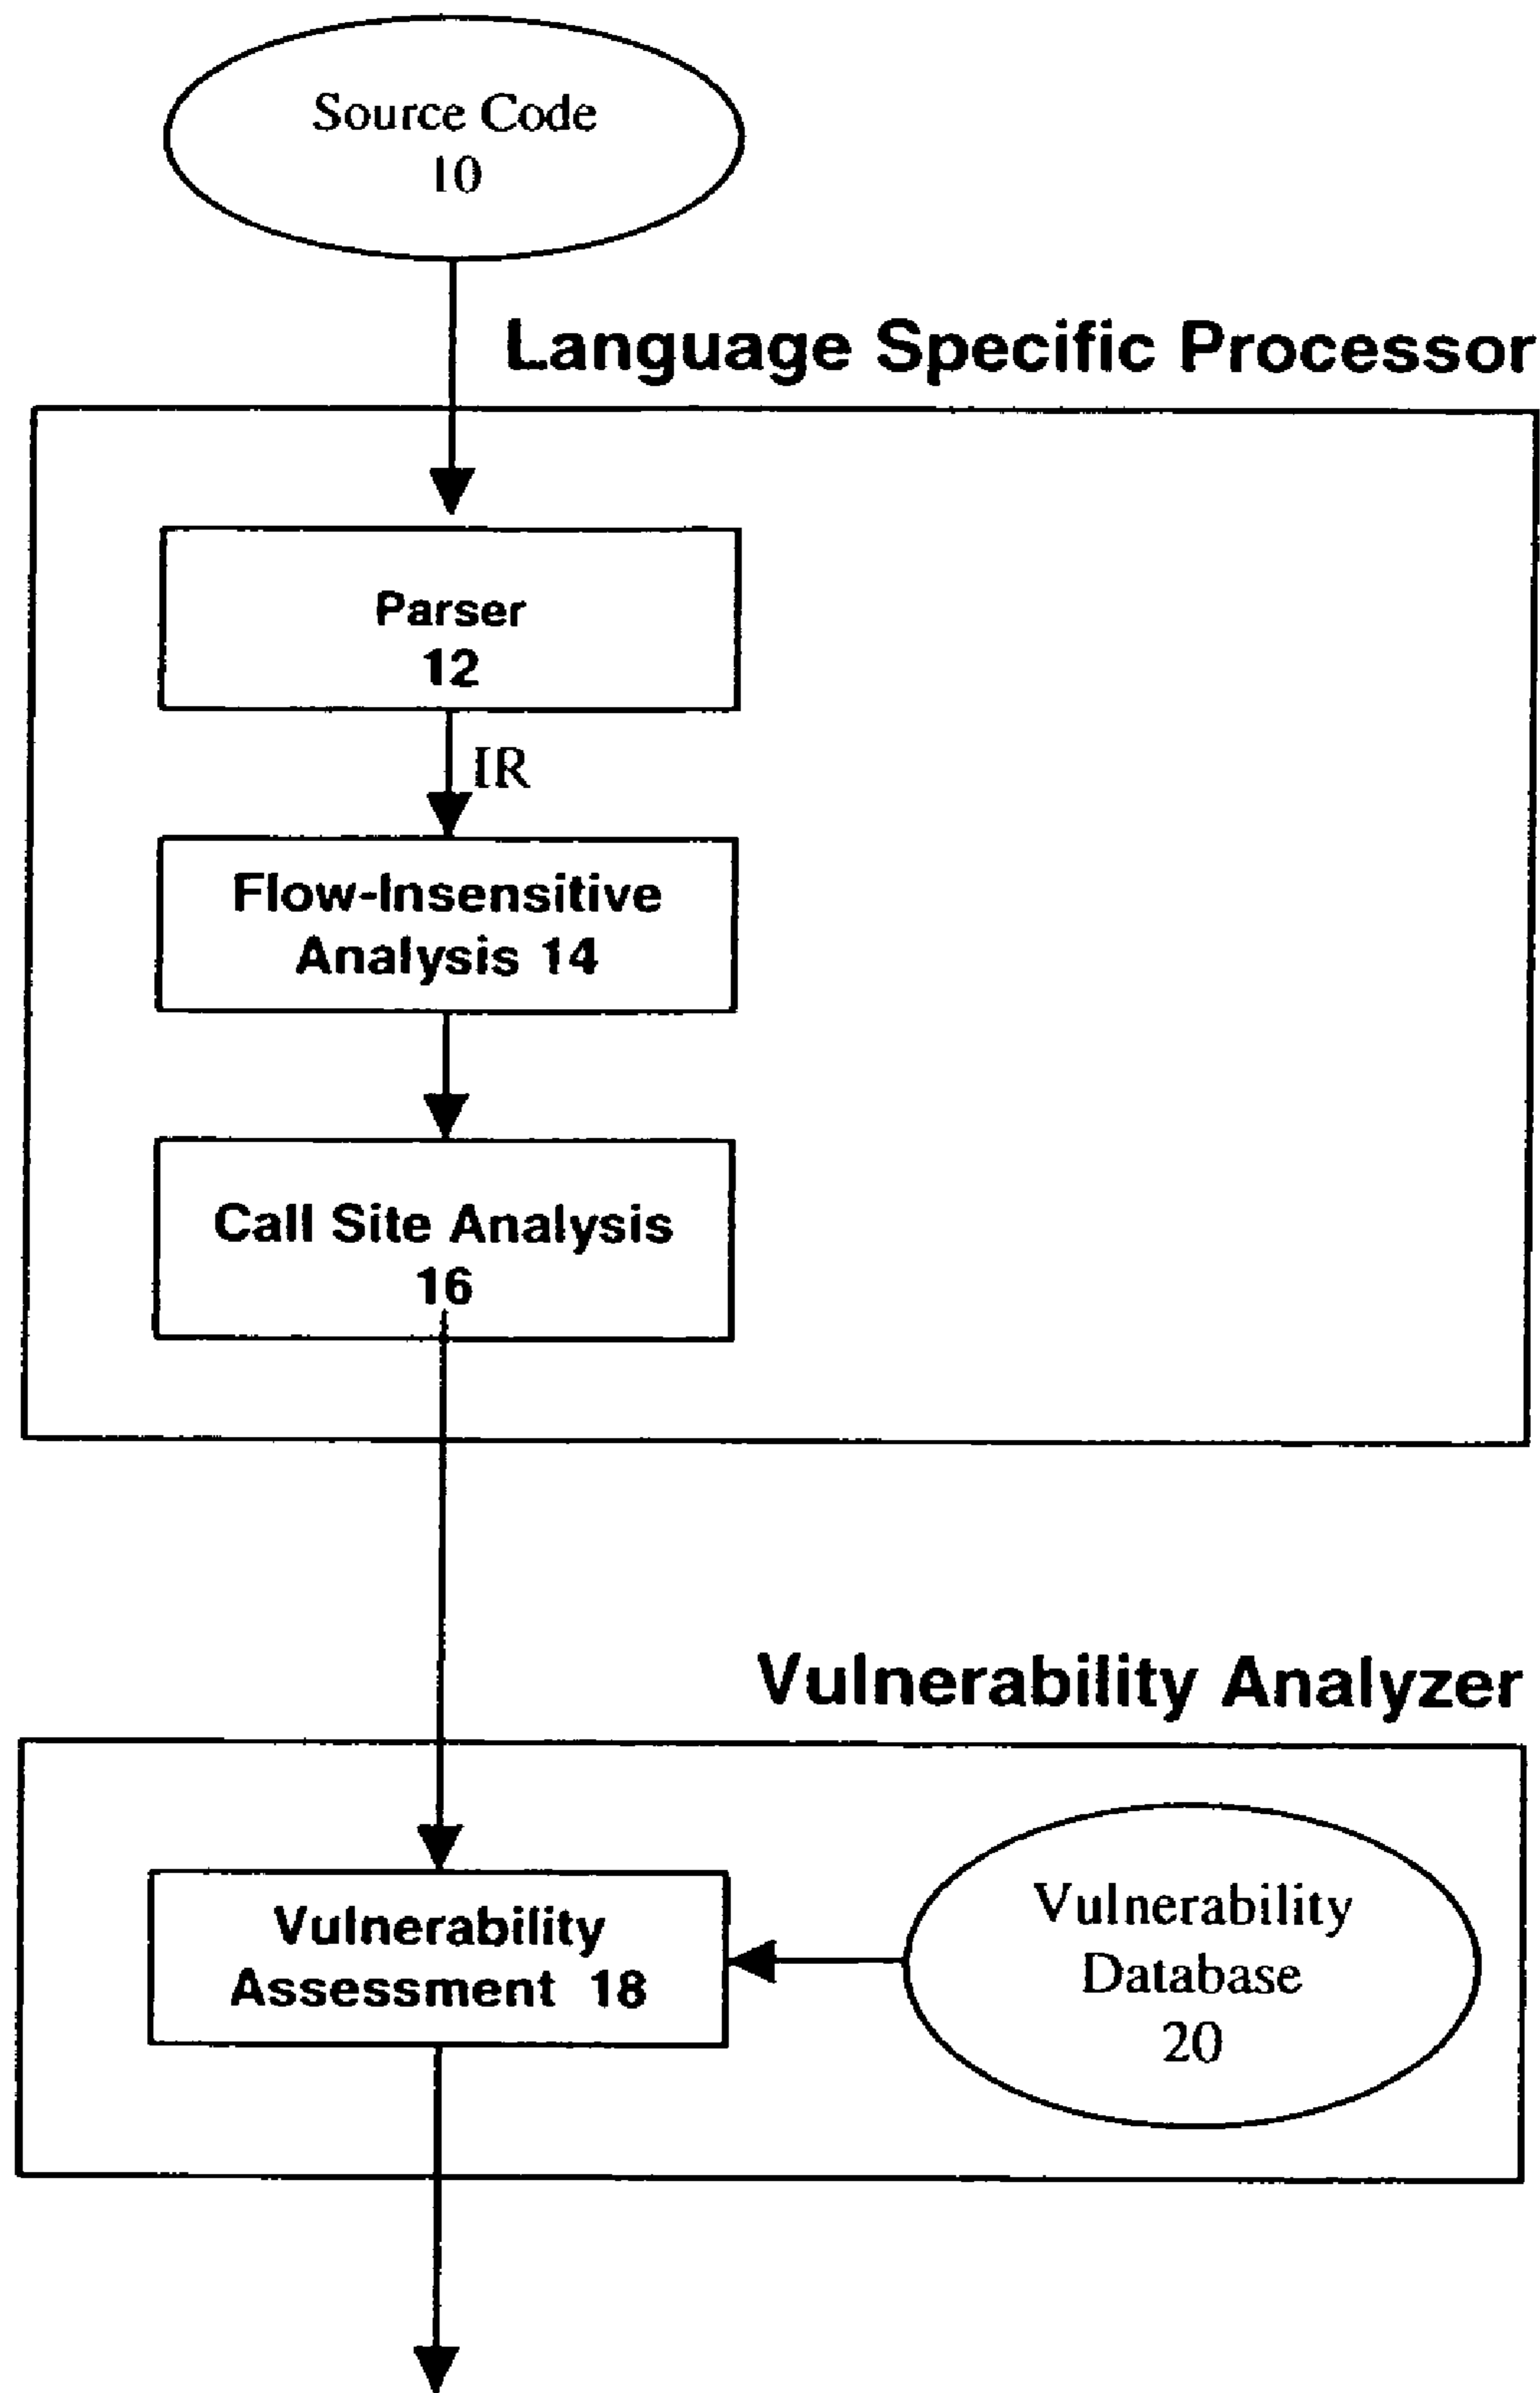 Source Code
10
Language Specific Processor
Parser
12
IR
Flow-Insensitive
Analysis 14
Call Site Analysis
16
Vulnerability Analyzer
Vulnerability
Assessment 18
Vulnerability
Database
20